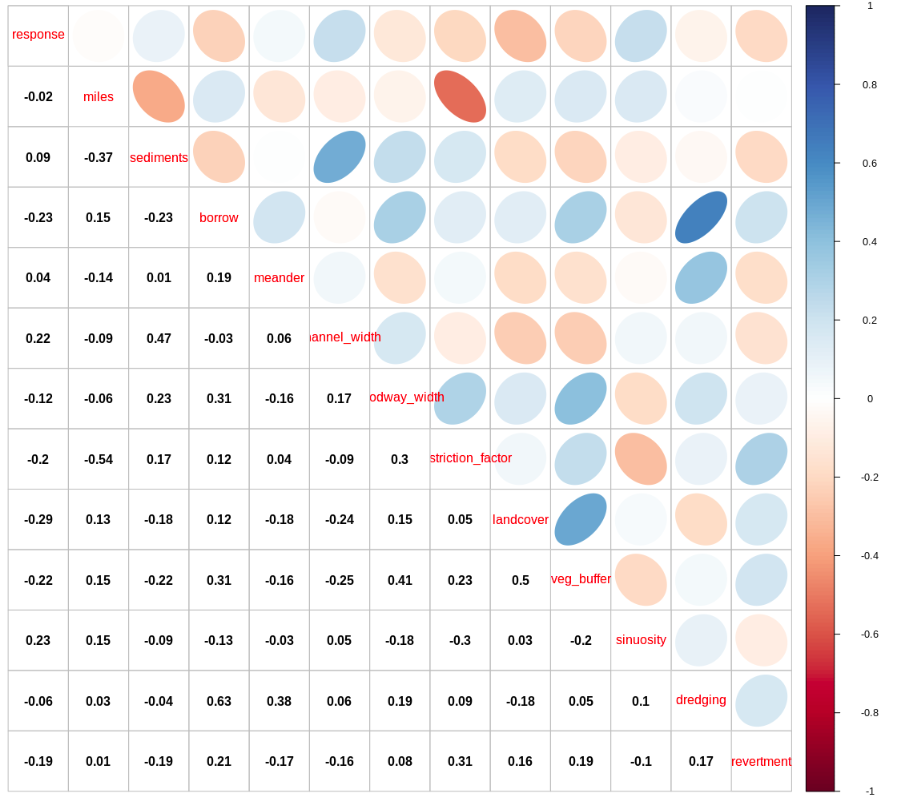 response
-0.02 miles
0.09 -0.37 sediments
-0.23 0.15 -0.23 borrow
0.04 -0.14 0.01 0.19 meander
0.22 -0.09 0.47 -0.03 0.06 annel_width
-0.12 -0.06 0.23 0.31 -0.16 0.17 odway_width
-0.2 -0.54 0.17 0.12 0.04 -0.09 0.3 striction_factor
-0.29 0.13 -0.18 0.12 -0.18 -0.24 0.15 0.05 landcover
-0.22 0.15 -0.22 0.31 -0.16 -0.25 0.41 0.23 0.5 veg_buffer
0.23 0.15 -0.09 -0.13 -0.03 0.05 -0.18 -0.3 0.03 -0.2 sinuosity
-0.06 0.03 -0.04 0.63 0.38 0.06 0.19 0.09 -0.18 0.05 0.1 dredging
-0.19 0.01 -0.19 0.21 -0.17 -0.16 0.08 0.31 0.16 0.19 -0.1 0.17 revertment
1
0.8
0.6
0.4
0.2
0
-0.2
-0.4
-0.6
-0.8
-1